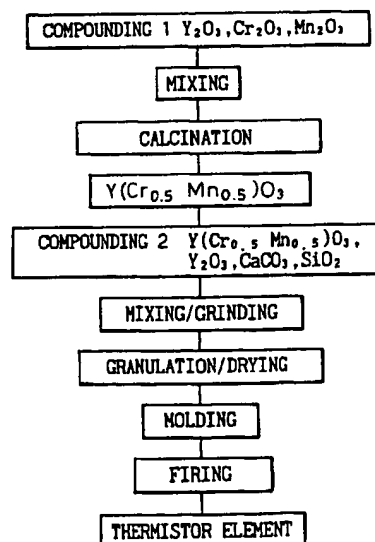 COMPOUNDING 1 Y₂O₃,Cr₂O₃,Mn₂O₃
MIXING
CALCINATION
Y(Cr₀.₅ Mn₀.₅)O₃
COMPOUNDING 2 Y(Cr₀.₅ Mn₀.₅)O₃,
Y₂O₃,CaCO₃,SiO₂
MIXING/GRINDING
GRANULATION/DRYING
MOLDING
FIRING
THERMISTOR ELEMENT